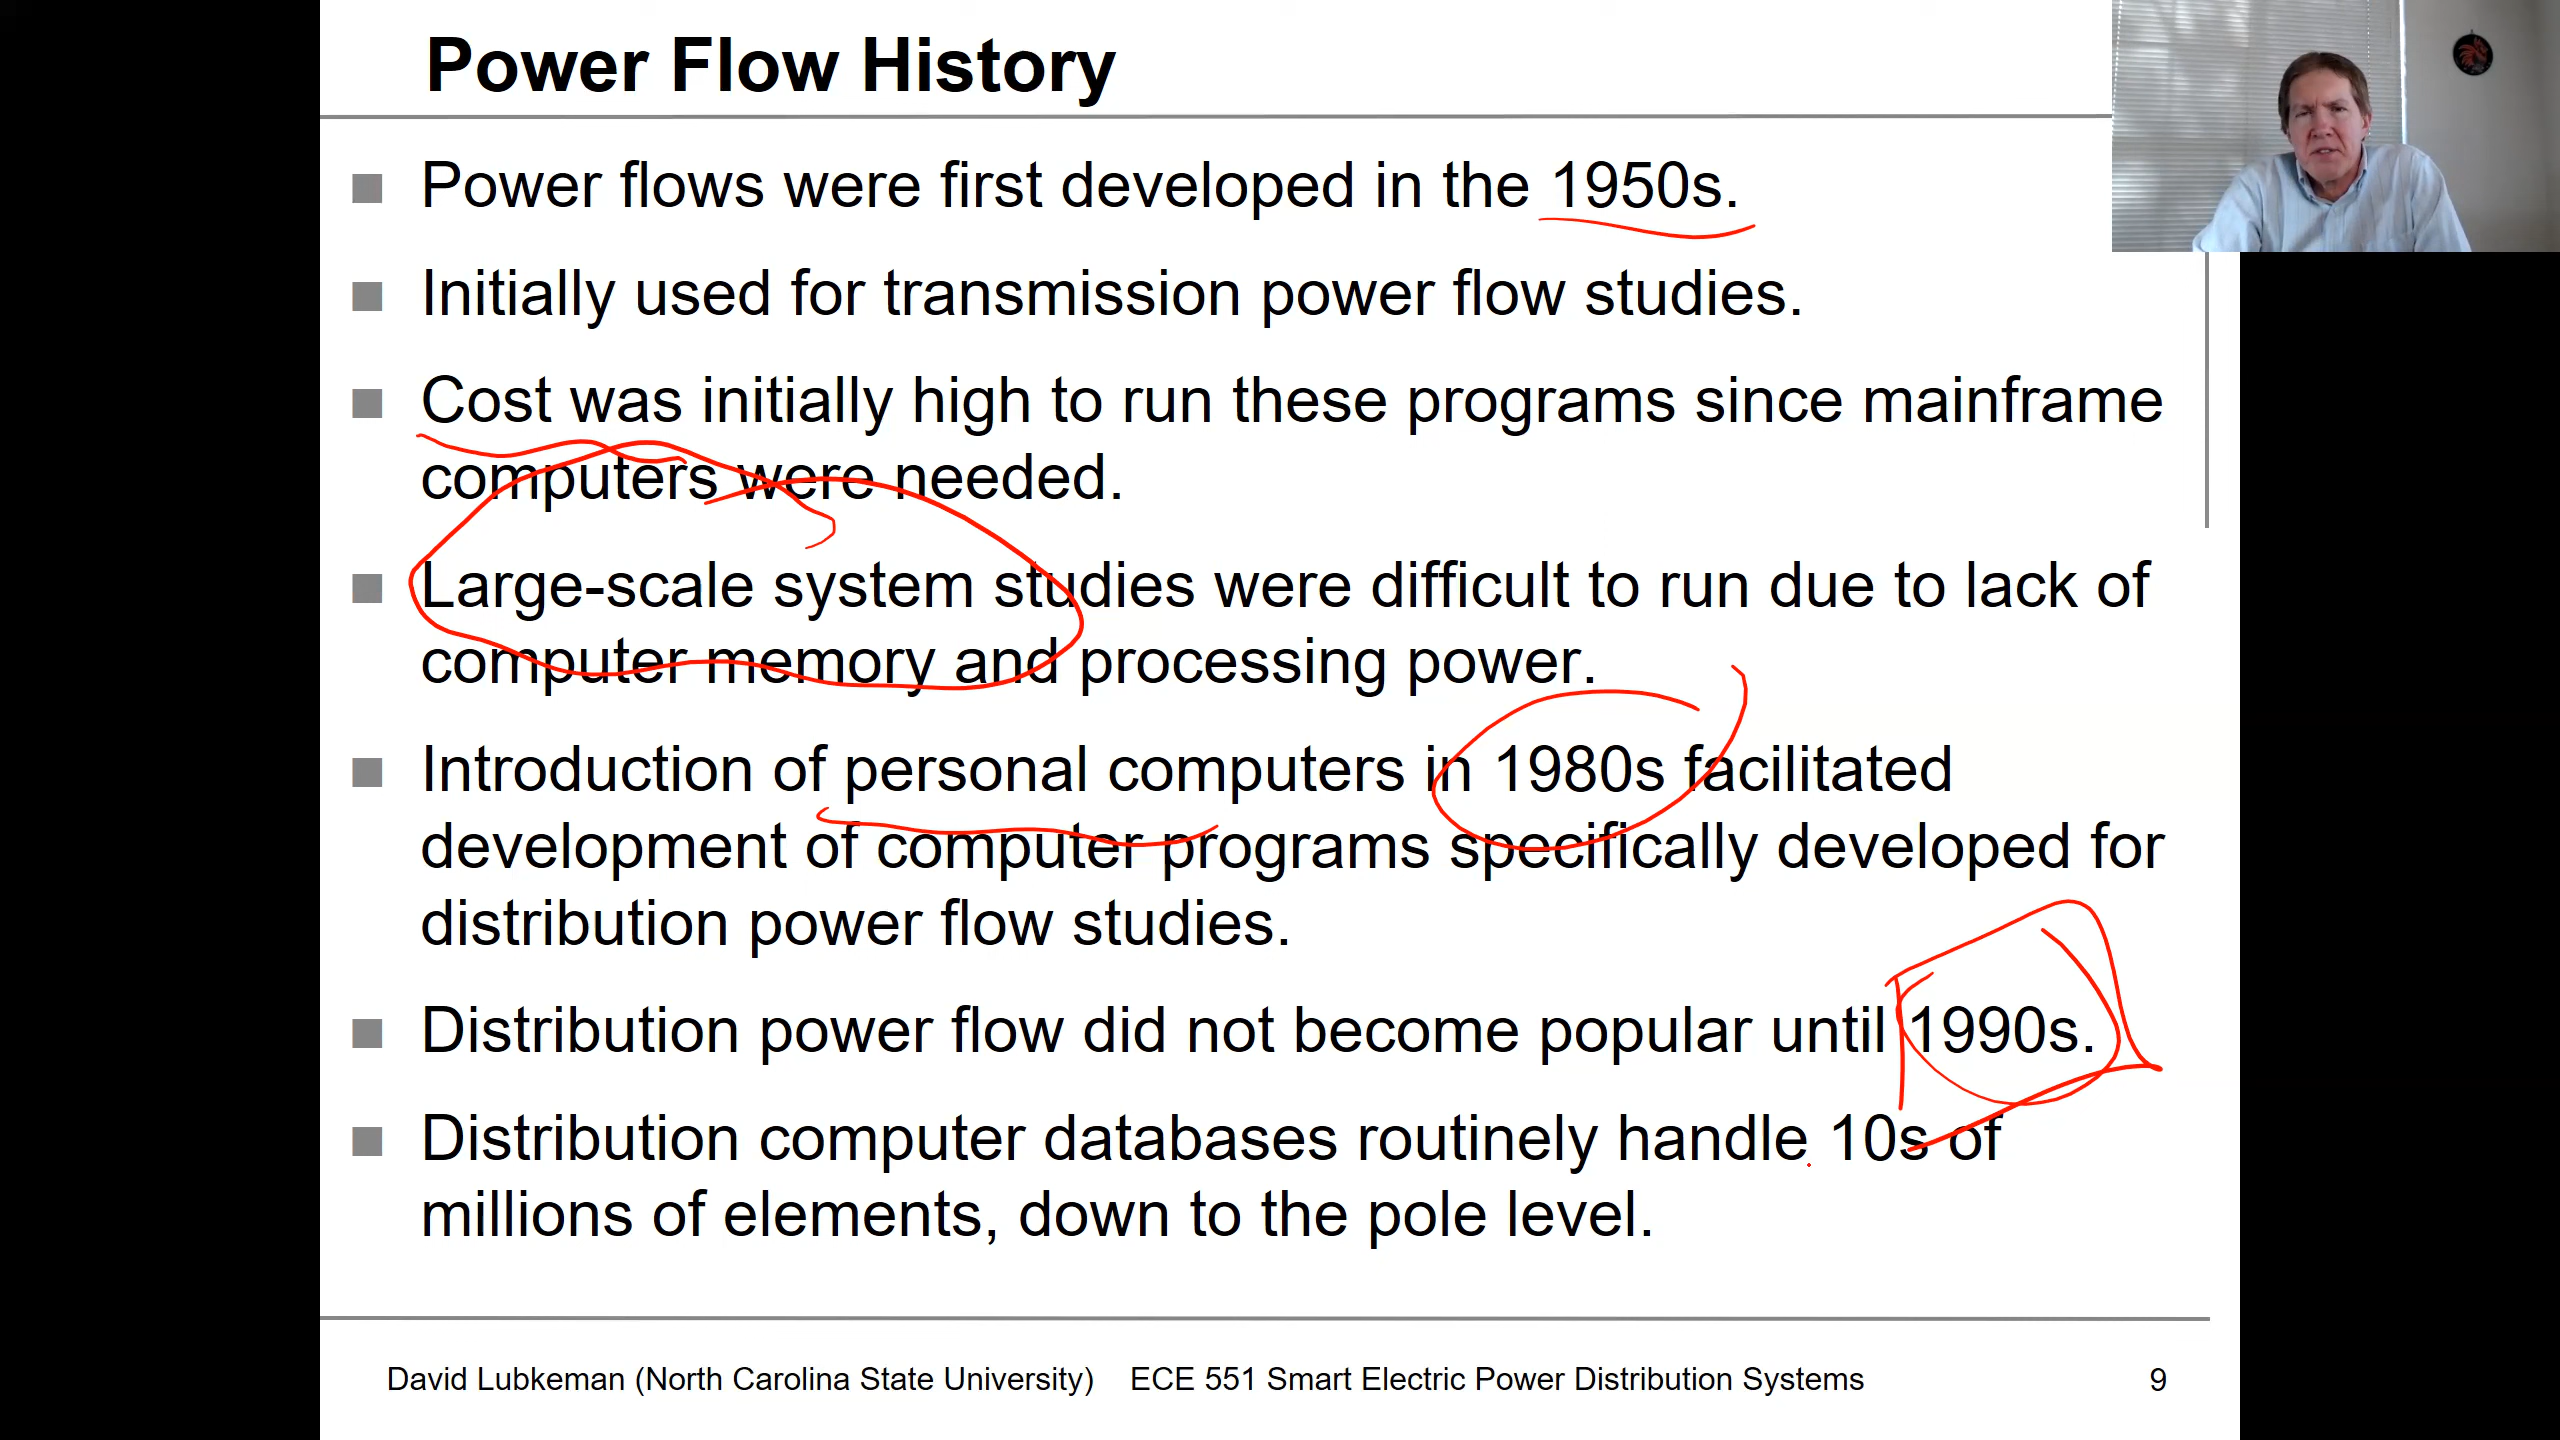 Power Flow History
Power flows were first developed in the 1950s.
Initially used for transmission power flow studies.
Cost was initially high to run these programs since mainframe
computers were needed.
Large-scale system studies were difficult to run due to lack of
computer memory and processing power.
Introduction of personal computers in 1980s facilitated
development of computer programs specifically developed for
distribution power flow studies.
Distribution power flow did not become popular until 1990s.
Distribution computer databases routinely handle 10s of
millions of elements, down to the pole level.
David Lubkeman (North Carolina State University) ECE 551 Smart Electric Power Distribution Systems 9